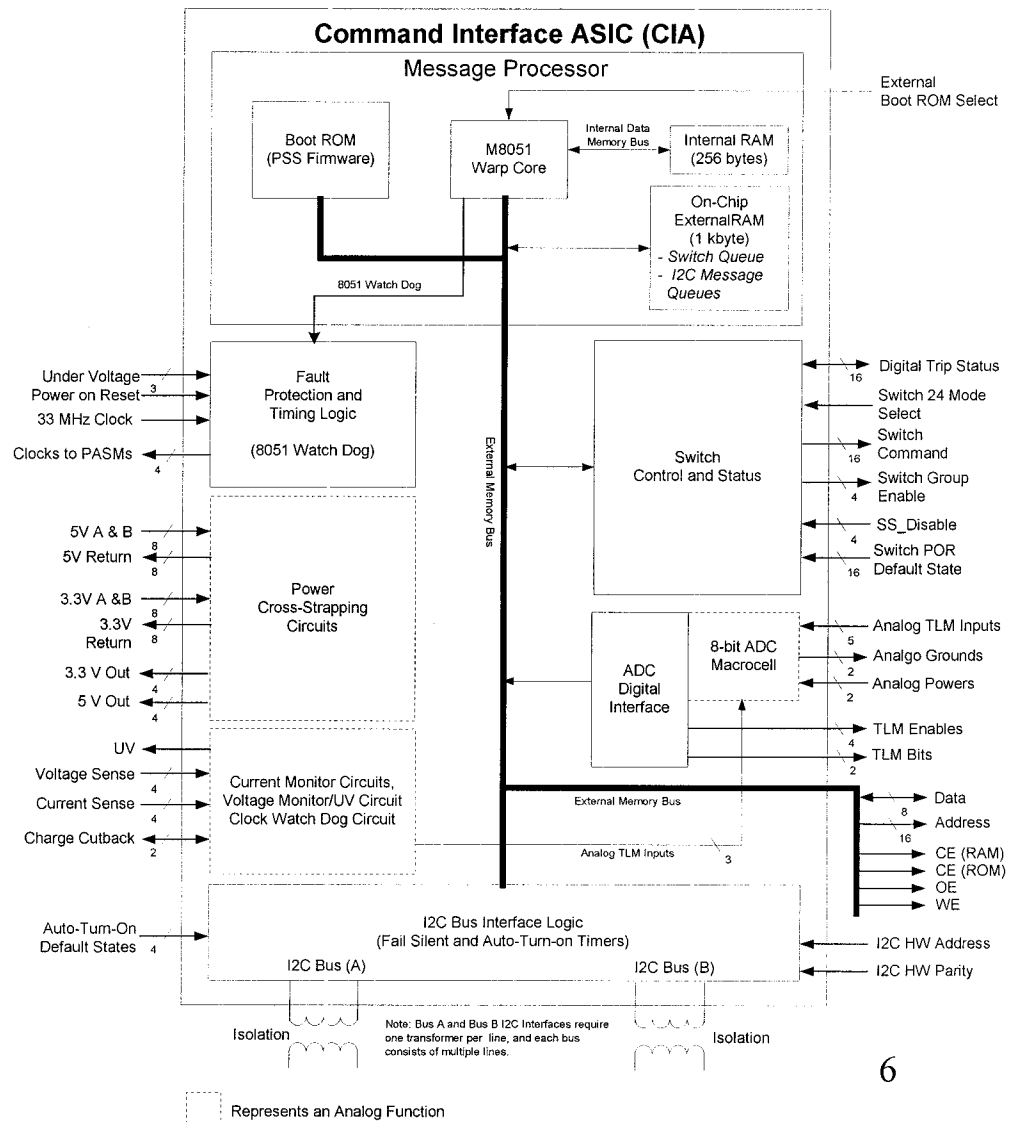 Command Interface ASIC (CIA)
Message Processor
External
Boot ROM Select
Boot ROM
(PSS Firmware)
M8051
Warp Core
Internal Data
Memory Bus
Internal RAM
(256 bytes)
On-Chip
ExternalRAM
(1 kbyte)
- Switch Queue
- I2C Message
Queues
8051 Watch Dog
Under Voltage
3
Power on Reset
33 MHz Clock
Clocks to PASMs
4
Fault
Protection and
Timing Logic
(8051 Watch Dog)
External Memory Bus
Switch
Control and Status
Digital Trip Status
16
Switch 24 Mode
Select
Switch
Command
16
Switch Group
Enable
4
SS_Disable
4
Switch POR
Default State
16
5V A & B
8
5V Return
8
3.3V A &B
8
3.3V
Return
8
3.3 V Out
4
5 V Out
4
Power
Cross-Strapping
Circuits
ADC
Digital
Interface
8-bit ADC
Macrocell
Analog TLM Inputs
5
Analgo Grounds
2
Analog Powers
2
TLM Enables
4
TLM Bits
2
UV
Voltage Sense
4
Current Sense
4
Charge Cutback
2
Current Monitor Circuits,
Voltage Monitor/UV Circuit
Clock Watch Dog Circuit
External Memory Bus
Analog TLM Inputs
3
Data
8
Address
16
CE (RAM)
CE (ROM)
OE
WE
Auto-Turn-On
Default States
4
I2C Bus Interface Logic
(Fail Silent and Auto-Turn-on Timers)
I2C Bus (A)
I2C Bus (B)
I2C HW Address
I2C HW Parity
Isolation
Note: Bus A and Bus B I2C Interfaces require
one transformer per line, and each bus
consists of multiple lines.
Isolation
6
Represents an Analog Function